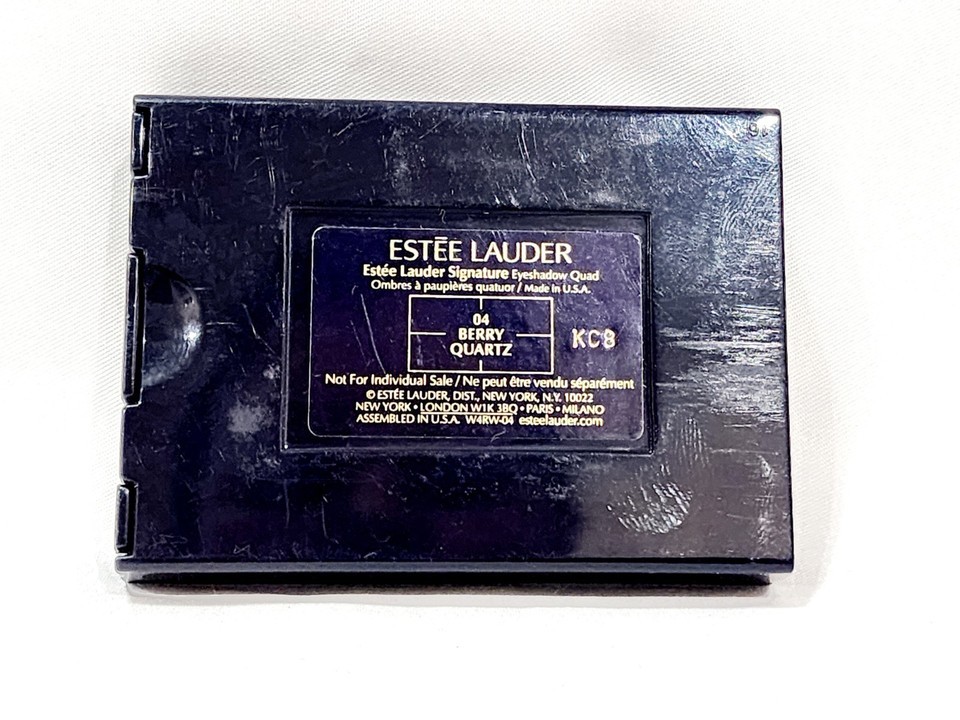 ESTĒE LAUDER
Estée Lauder Signature Eyeshadow Quad
Ombres à paupières quatuor / Made in U.S.A.
04
BERRY
QUARTZ
KC8
Not For Individual Sale / Ne peut être vendu séparément
© ESTÉE LAUDER, DIST., NEW YORK, N.Y. 10022
NEW YORK • LONDON W1K 3BQ • PARIS • MILANO
ASSEMBLED IN U.S.A. W4RW-04 esteelauder.com